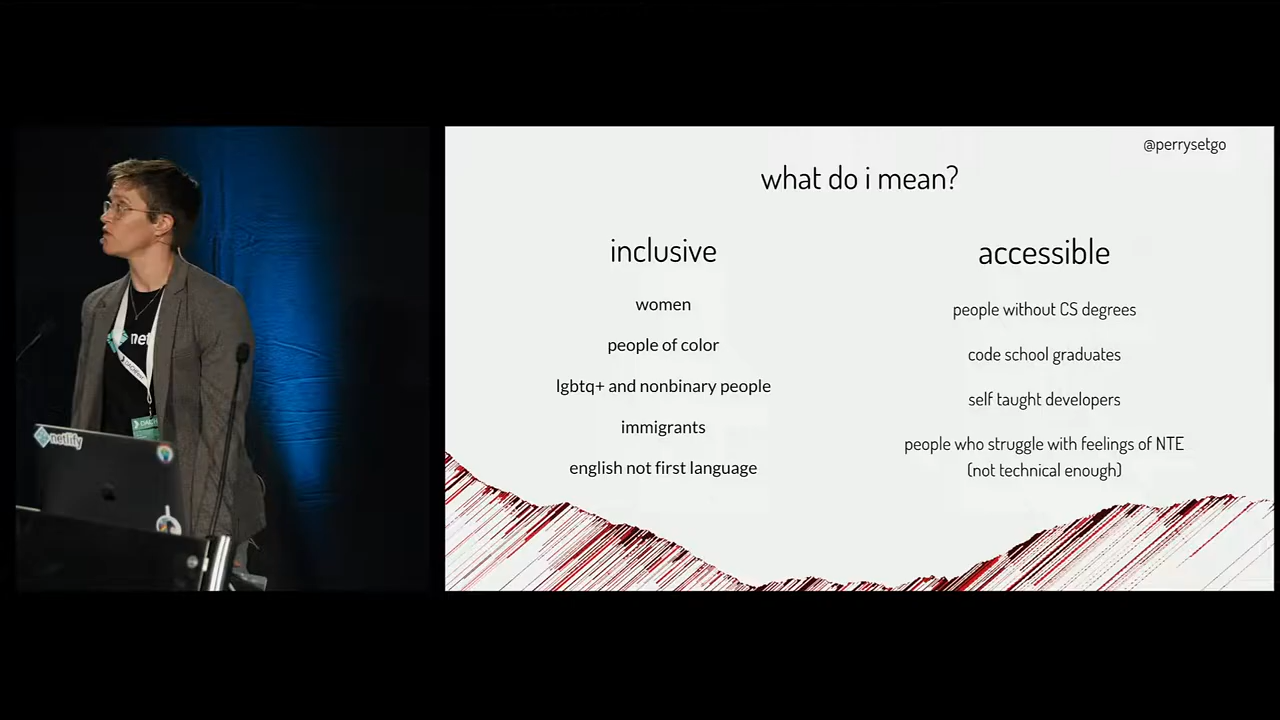 @perrysetgo
what do i mean?
inclusive
women
people of color
lgbtq+ and nonbinary people
immigrants
english not first language
accessible
people without CS degrees
code school graduates
self taught developers
people who struggle with feelings of NTE
(not technical enough)
netlify